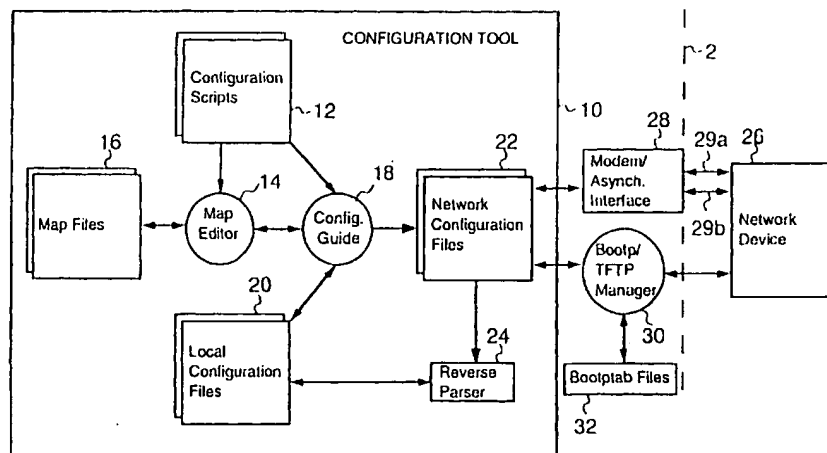 CONFIGURATION TOOL
2
Configuration
Scripts
12
10
28
29a
26
16
14
18
22
Modem/
Asynch.
Interface
Map Files
Map
Editor
Config.
Guide
Network
Configuration
Files
29b
Network
Device
Bootp/
TFTP
Manager
20
24
30
Local
Configuration
Files
Reverse
Parser
Bootptab Files
32